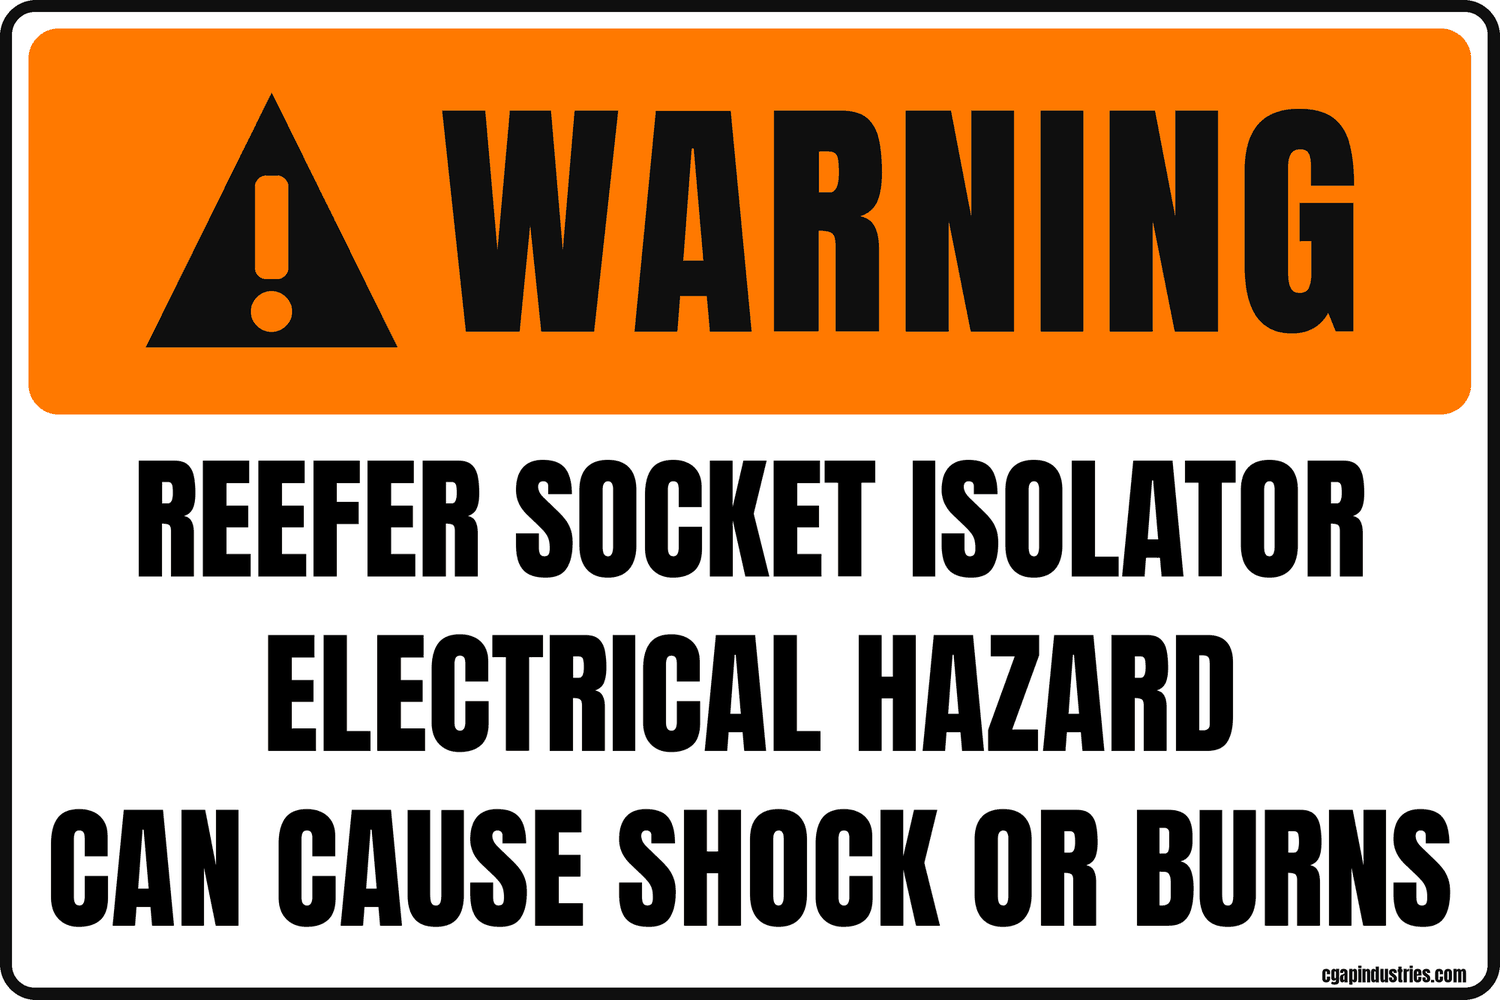 WARNING
REEFER SOCKET ISOLATOR
ELECTRICAL HAZARD
CAN CAUSE SHOCK OR BURNS
cgapindustries.com